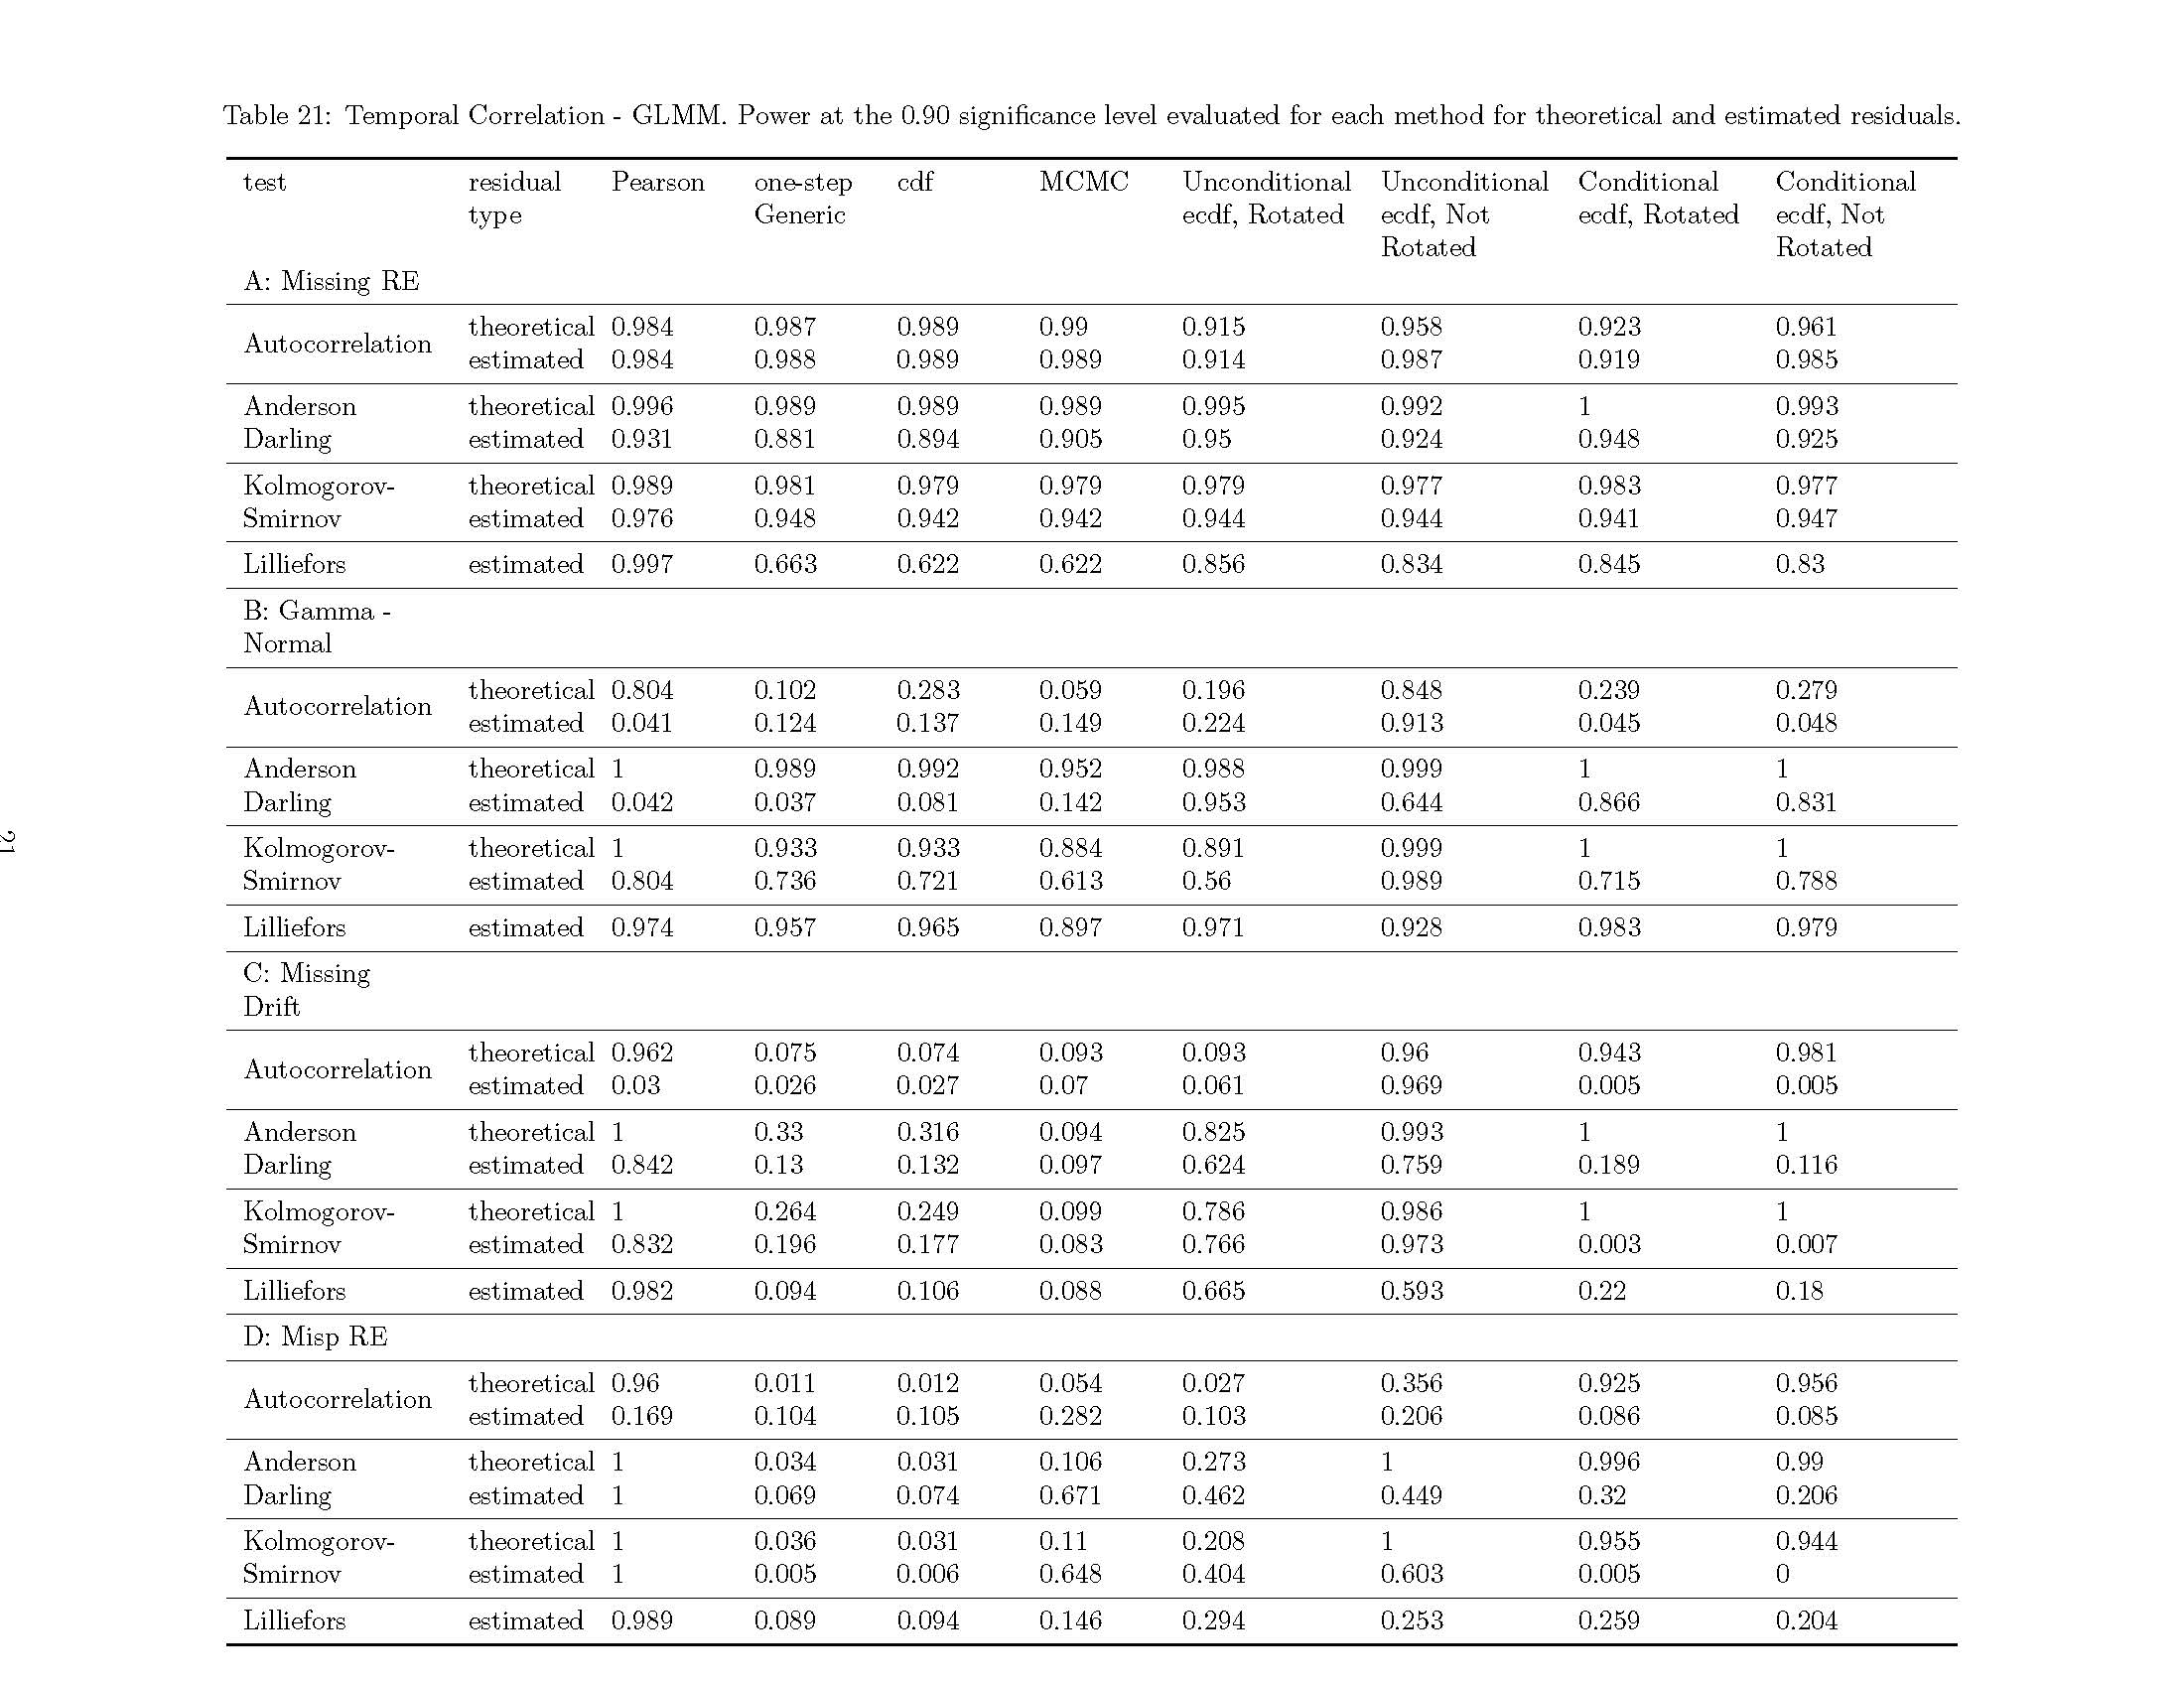 Table 21: Temporal Correlation - GLMM. Power at the 0.90 significance level evaluated for each method for theoretical and estimated residuals.
test residual type Pearson one-step Generic cdf MCMC Unconditional ecdf, Rotated Unconditional ecdf, Not Rotated Conditional ecdf, Rotated Conditional ecdf, Not Rotated
A: Missing RE
Autocorrelation theoretical 0.984 0.987 0.989 0.99 0.915 0.958 0.923 0.961
estimated 0.984 0.988 0.989 0.989 0.914 0.987 0.919 0.985
Anderson theoretical 0.996 0.989 0.989 0.989 0.995 0.992 1 0.993
Darling estimated 0.931 0.881 0.894 0.905 0.95 0.924 0.948 0.925
Kolmogorov- theoretical 0.989 0.981 0.979 0.979 0.979 0.977 0.983 0.977
Smirnov estimated 0.976 0.948 0.942 0.942 0.944 0.944 0.941 0.947
Lilliefors estimated 0.997 0.663 0.622 0.622 0.856 0.834 0.845 0.83
B: Gamma -
Normal
Autocorrelation theoretical 0.804 0.102 0.283 0.059 0.196 0.848 0.239 0.279
estimated 0.041 0.124 0.137 0.149 0.224 0.913 0.045 0.048
Anderson theoretical 1 0.989 0.992 0.952 0.988 0.999 1 1
Darling estimated 0.042 0.037 0.081 0.142 0.953 0.644 0.866 0.831
Kolmogorov- theoretical 1 0.933 0.933 0.884 0.891 0.999 1 1
Smirnov estimated 0.804 0.736 0.721 0.613 0.56 0.989 0.715 0.788
Lilliefors estimated 0.974 0.957 0.965 0.897 0.971 0.928 0.983 0.979
C: Missing
Drift
Autocorrelation theoretical 0.962 0.075 0.074 0.093 0.093 0.96 0.943 0.981
estimated 0.03 0.026 0.027 0.07 0.061 0.969 0.005 0.005
Anderson theoretical 1 0.33 0.316 0.094 0.825 0.993 1 1
Darling estimated 0.842 0.13 0.132 0.097 0.624 0.759 0.189 0.116
Kolmogorov- theoretical 1 0.264 0.249 0.099 0.786 0.986 1 1
Smirnov estimated 0.832 0.196 0.177 0.083 0.766 0.973 0.003 0.007
Lilliefors estimated 0.982 0.094 0.106 0.088 0.665 0.593 0.22 0.18
D: Misp RE
Autocorrelation theoretical 0.96 0.011 0.012 0.054 0.027 0.356 0.925 0.956
estimated 0.169 0.104 0.105 0.282 0.103 0.206 0.086 0.085
Anderson theoretical 1 0.034 0.031 0.106 0.273 1 0.996 0.99
Darling estimated 1 0.069 0.074 0.671 0.462 0.449 0.32 0.206
Kolmogorov- theoretical 1 0.036 0.031 0.11 0.208 1 0.955 0.944
Smirnov estimated 1 0.005 0.006 0.648 0.404 0.603 0.005 0
Lilliefors estimated 0.989 0.089 0.094 0.146 0.294 0.253 0.259 0.204
21